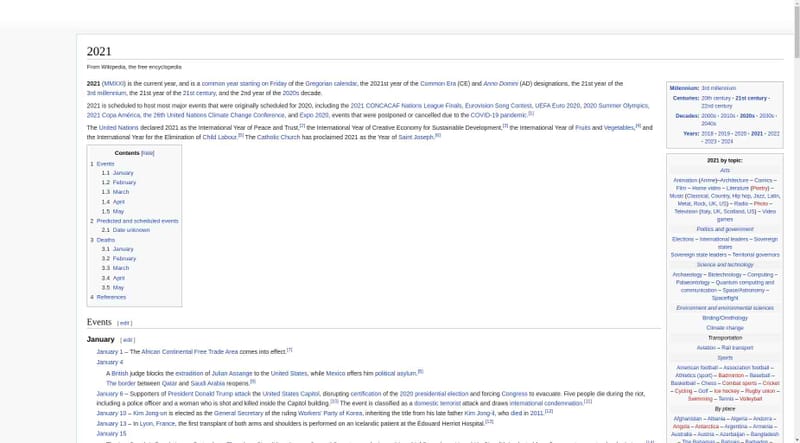 2021
From Wikipedia, the free encyclopedia
2021 (MMXXI) is the current year, and is a common year starting on Friday of the Gregorian calendar, the 2021st year of the Common Era (CE) and Anno Domini (AD) designations, the 21st year of the
3rd millennium, the 21st year of the 21st century, and the 2nd year of the 2020s decade.
2021 is scheduled to host most major events that were originally scheduled for 2020, including the 2021 CONCACAF Nations League Finals, Eurovision Song Contest, UEFA Euro 2020, 2020 Summer Olympics,
2021 Copa América, the 26th United Nations Climate Change Conference, and Expo 2020, events that were postponed or cancelled due to the COVID-19 pandemic.[1]
The United Nations declared 2021 as the International Year of Peace and Trust,[2] the International Year of Creative Economy for Sustainable Development,[3] the International Year of Fruits and Vegetables,[4] and
the International Year for the Elimination of Child Labour.[5] The Catholic Church has proclaimed 2021 as the Year of Saint Joseph.[6]
Contents [hide]
1 Events
1.1 January
1.2 February
1.3 March
1.4 April
1.5 May
2 Predicted and scheduled events
2.1 Date unknown
3 Deaths
3.1 January
3.2 February
3.3 March
3.4 April
3.5 May
4 References
Events [ edit ]
January [ edit ]
January 1 – The African Continental Free Trade Area comes into effect.[7]
January 4
A British judge blocks the extradition of Julian Assange to the United States, while Mexico offers him political asylum.[8]
The border between Qatar and Saudi Arabia reopens.[9]
January 6 – Supporters of President Donald Trump attack the United States Capitol, disrupting certification of the 2020 presidential election and forcing Congress to evacuate. Five people die during the riot,
including a police officer and a woman who is shot and killed inside the Capitol building.[10] The event is classified as a domestic terrorist attack and draws international condemnation.[11]
January 10 – Kim Jong-un is elected as the General Secretary of the ruling Workers' Party of Korea, inheriting the title from his late father Kim Jong-il, who died in 2011.[12]
January 13 – In Lyon, France, the first transplant of both arms and shoulders is performed on an Icelandic patient at the Édouard Herriot Hospital.[13]
January 15
Millennium: 3rd millennium
Centuries: 20th century · 21st century ·
22nd century
Decades: 2000s · 2010s · 2020s · 2030s ·
2040s
Years: 2018 · 2019 · 2020 · 2021 · 2022
· 2023 · 2024
2021 by topic:
Arts
Animation (Anime)–Architecture – Comics –
Film – Home video – Literature (Poetry) –
Music (Classical, Country, Hip hop, Jazz, Latin,
Metal, Rock, UK, US) – Radio – Photo –
Television (Italy, UK, Scotland, US) – Video
games
Politics and government
Elections – International leaders – Sovereign
states
Sovereign state leaders – Territorial governors
Science and technology
Archaeology – Biotechnology – Computing –
Palaeontology – Quantum computing and
communication – Space/Astronomy –
Spaceflight
Environment and environmental sciences
Birding/Ornithology
Climate change
Transportation
Aviation – Rail transport
Sports
American football – Association football –
Athletics (sport) – Badminton – Baseball –
Basketball – Chess – Combat sports – Cricket
– Cycling – Golf – Ice hockey – Rugby union –
Swimming – Tennis – Volleyball
By place
Afghanistan – Albania – Algeria – Andorra –
Angola – Antarctica – Argentina – Armenia –
Australia – Austria – Azerbaijan – Bangladesh